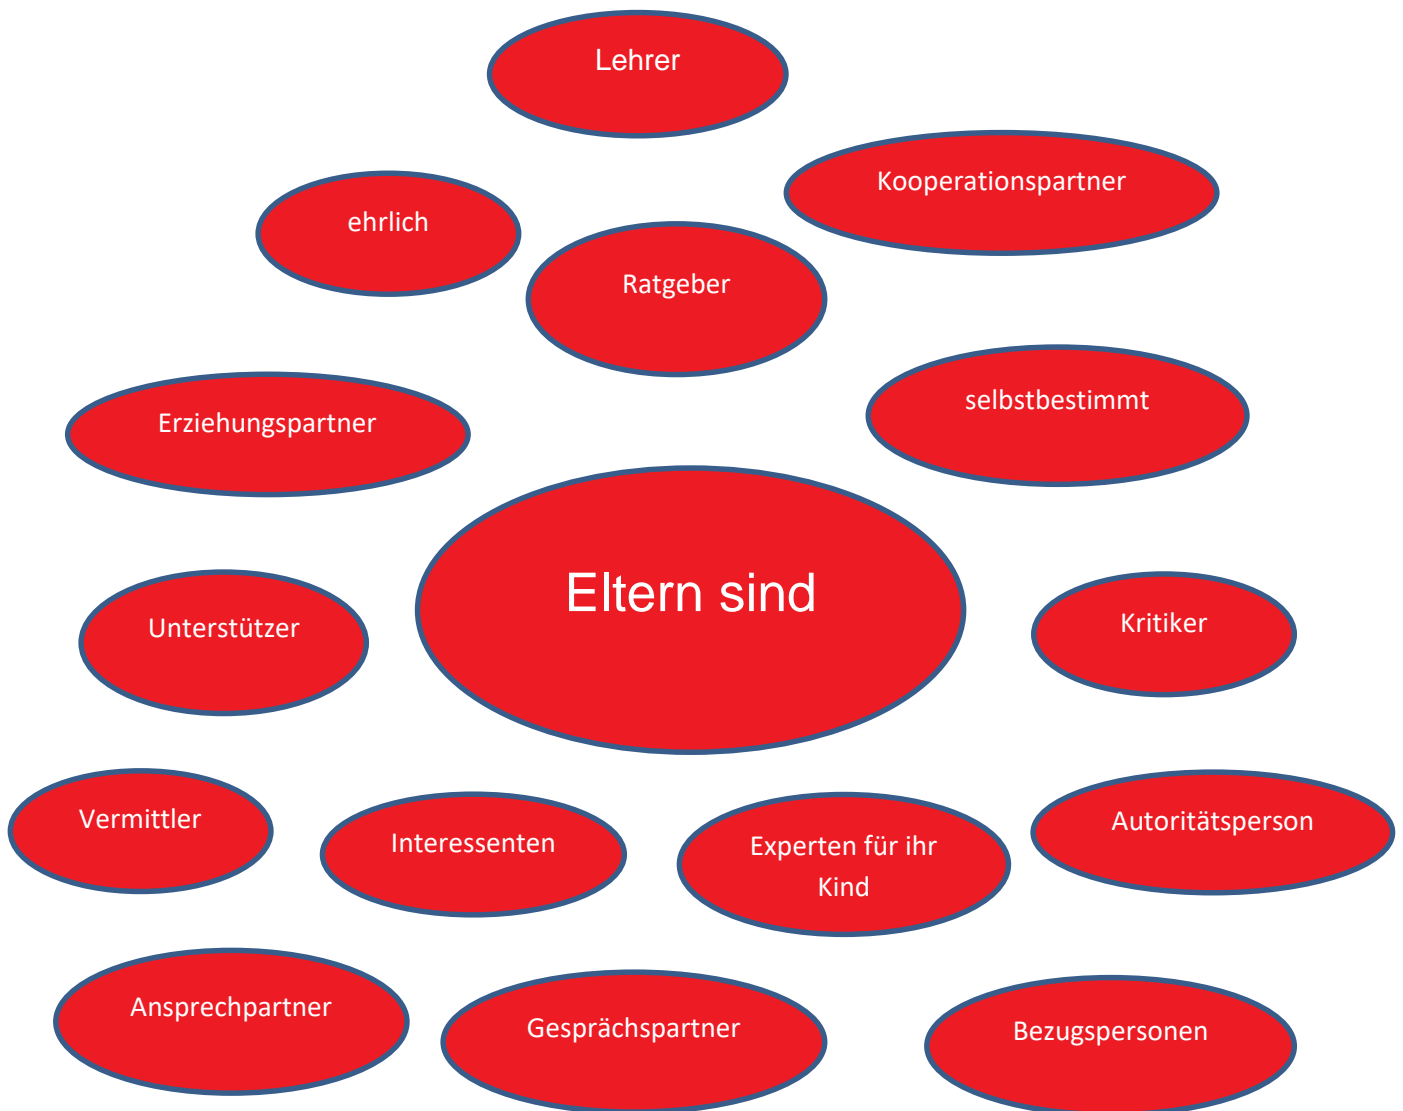 Lehrer
Kooperationspartner
ehrlich
Ratgeber
selbstbestimmt
Erziehungspartner
Eltern sind
Unterstützer
Kritiker
Vermittler
Interessenten
Experten für ihr
Kind
Autoritätsperson
Ansprechpartner
Gesprächspartner
Bezugspersonen